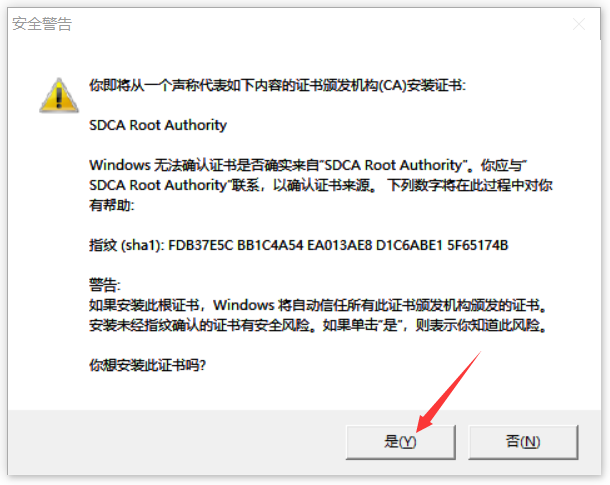 安全警告
你即将从一个声称代表如下内容的证书颁发机构(CA)安装证书:
SDCA Root Authority
Windows 无法确认证书是否确实来自"SDCA Root Authority"。你应与"
SDCA Root Authority"联系，以确认证书来源。 下列数字将在此过程中对你
有帮助:
指纹 (sha1): FDB37E5C BB1C4A54 EA013AE8 D1C6ABE1 5F65174B
警告:
如果安装此根证书，Windows 将自动信任所有此证书颁发机构颁发的证书。
安装未经指纹确认的证书有安全风险。如果单击"是"，则表示你知道此风险。
你想安装此证书吗?
是(Y)
否(N)